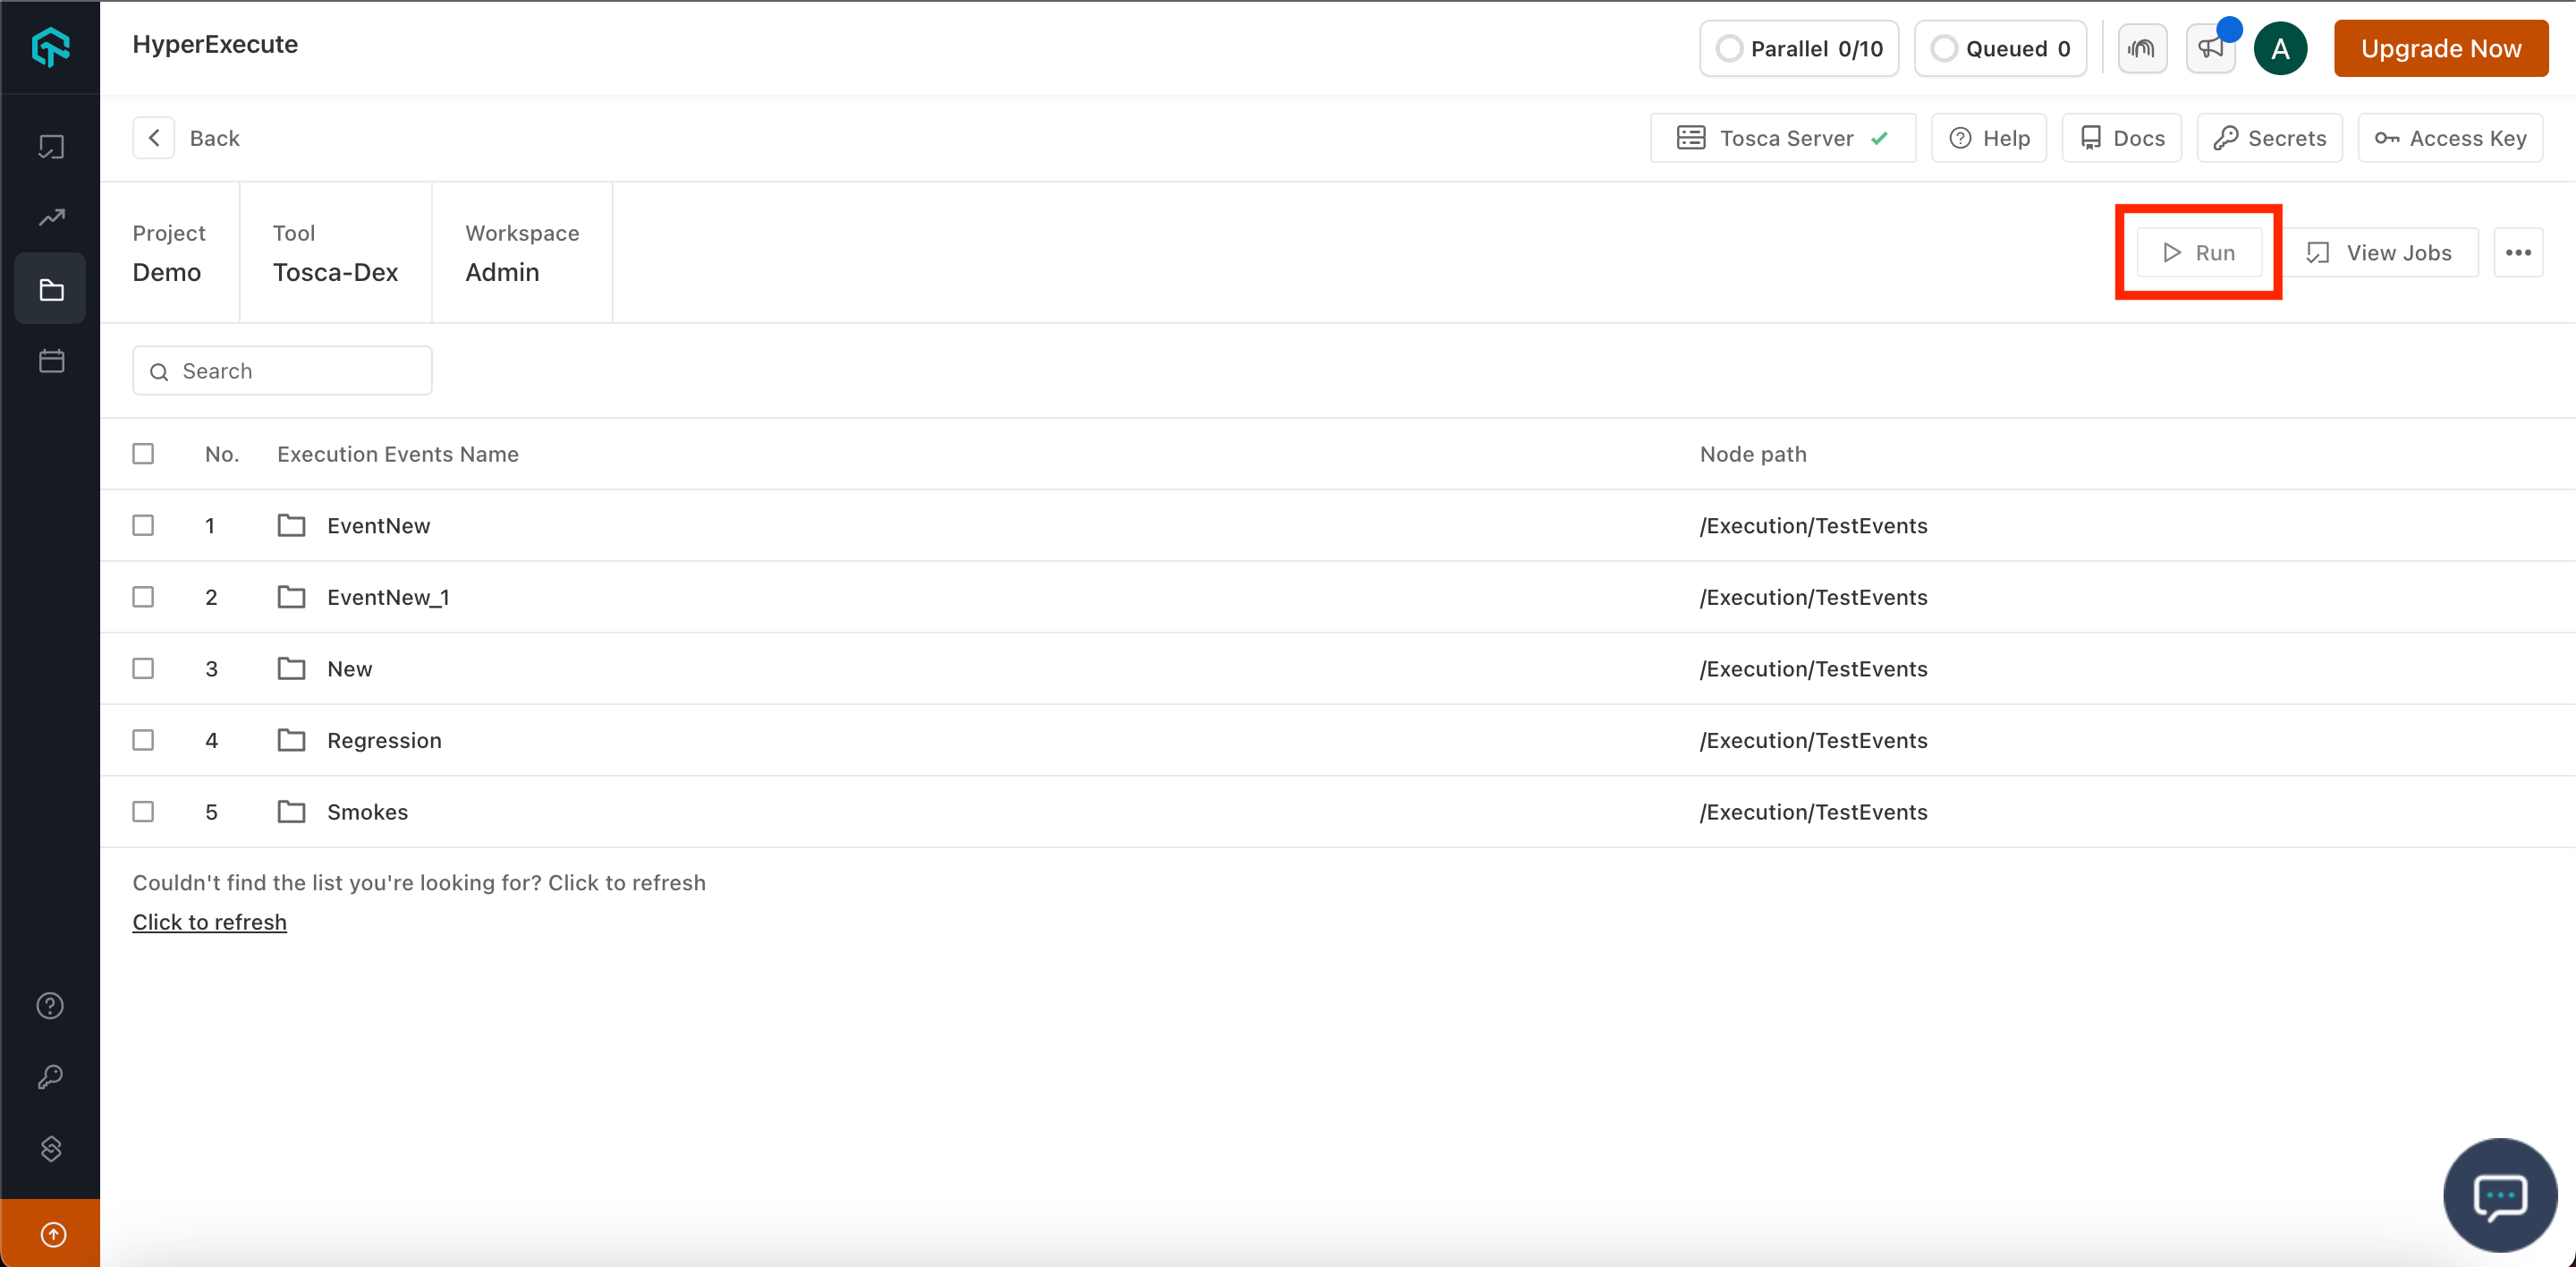 HyperExecute
Parallel 0/10
Queued 0
A
Upgrade Now
Back
Tosca Server
Help
Docs
Secrets
Access Key
Project
Demo
Tool
Tosca-Dex
Workspace
Admin
Run
View Jobs
Search
No. Execution Events Name Node path
1 EventNew /Execution/TestEvents
2 EventNew_1 /Execution/TestEvents
3 New /Execution/TestEvents
4 Regression /Execution/TestEvents
5 Smokes /Execution/TestEvents
Couldn't find the list you're looking for? Click to refresh
Click to refresh